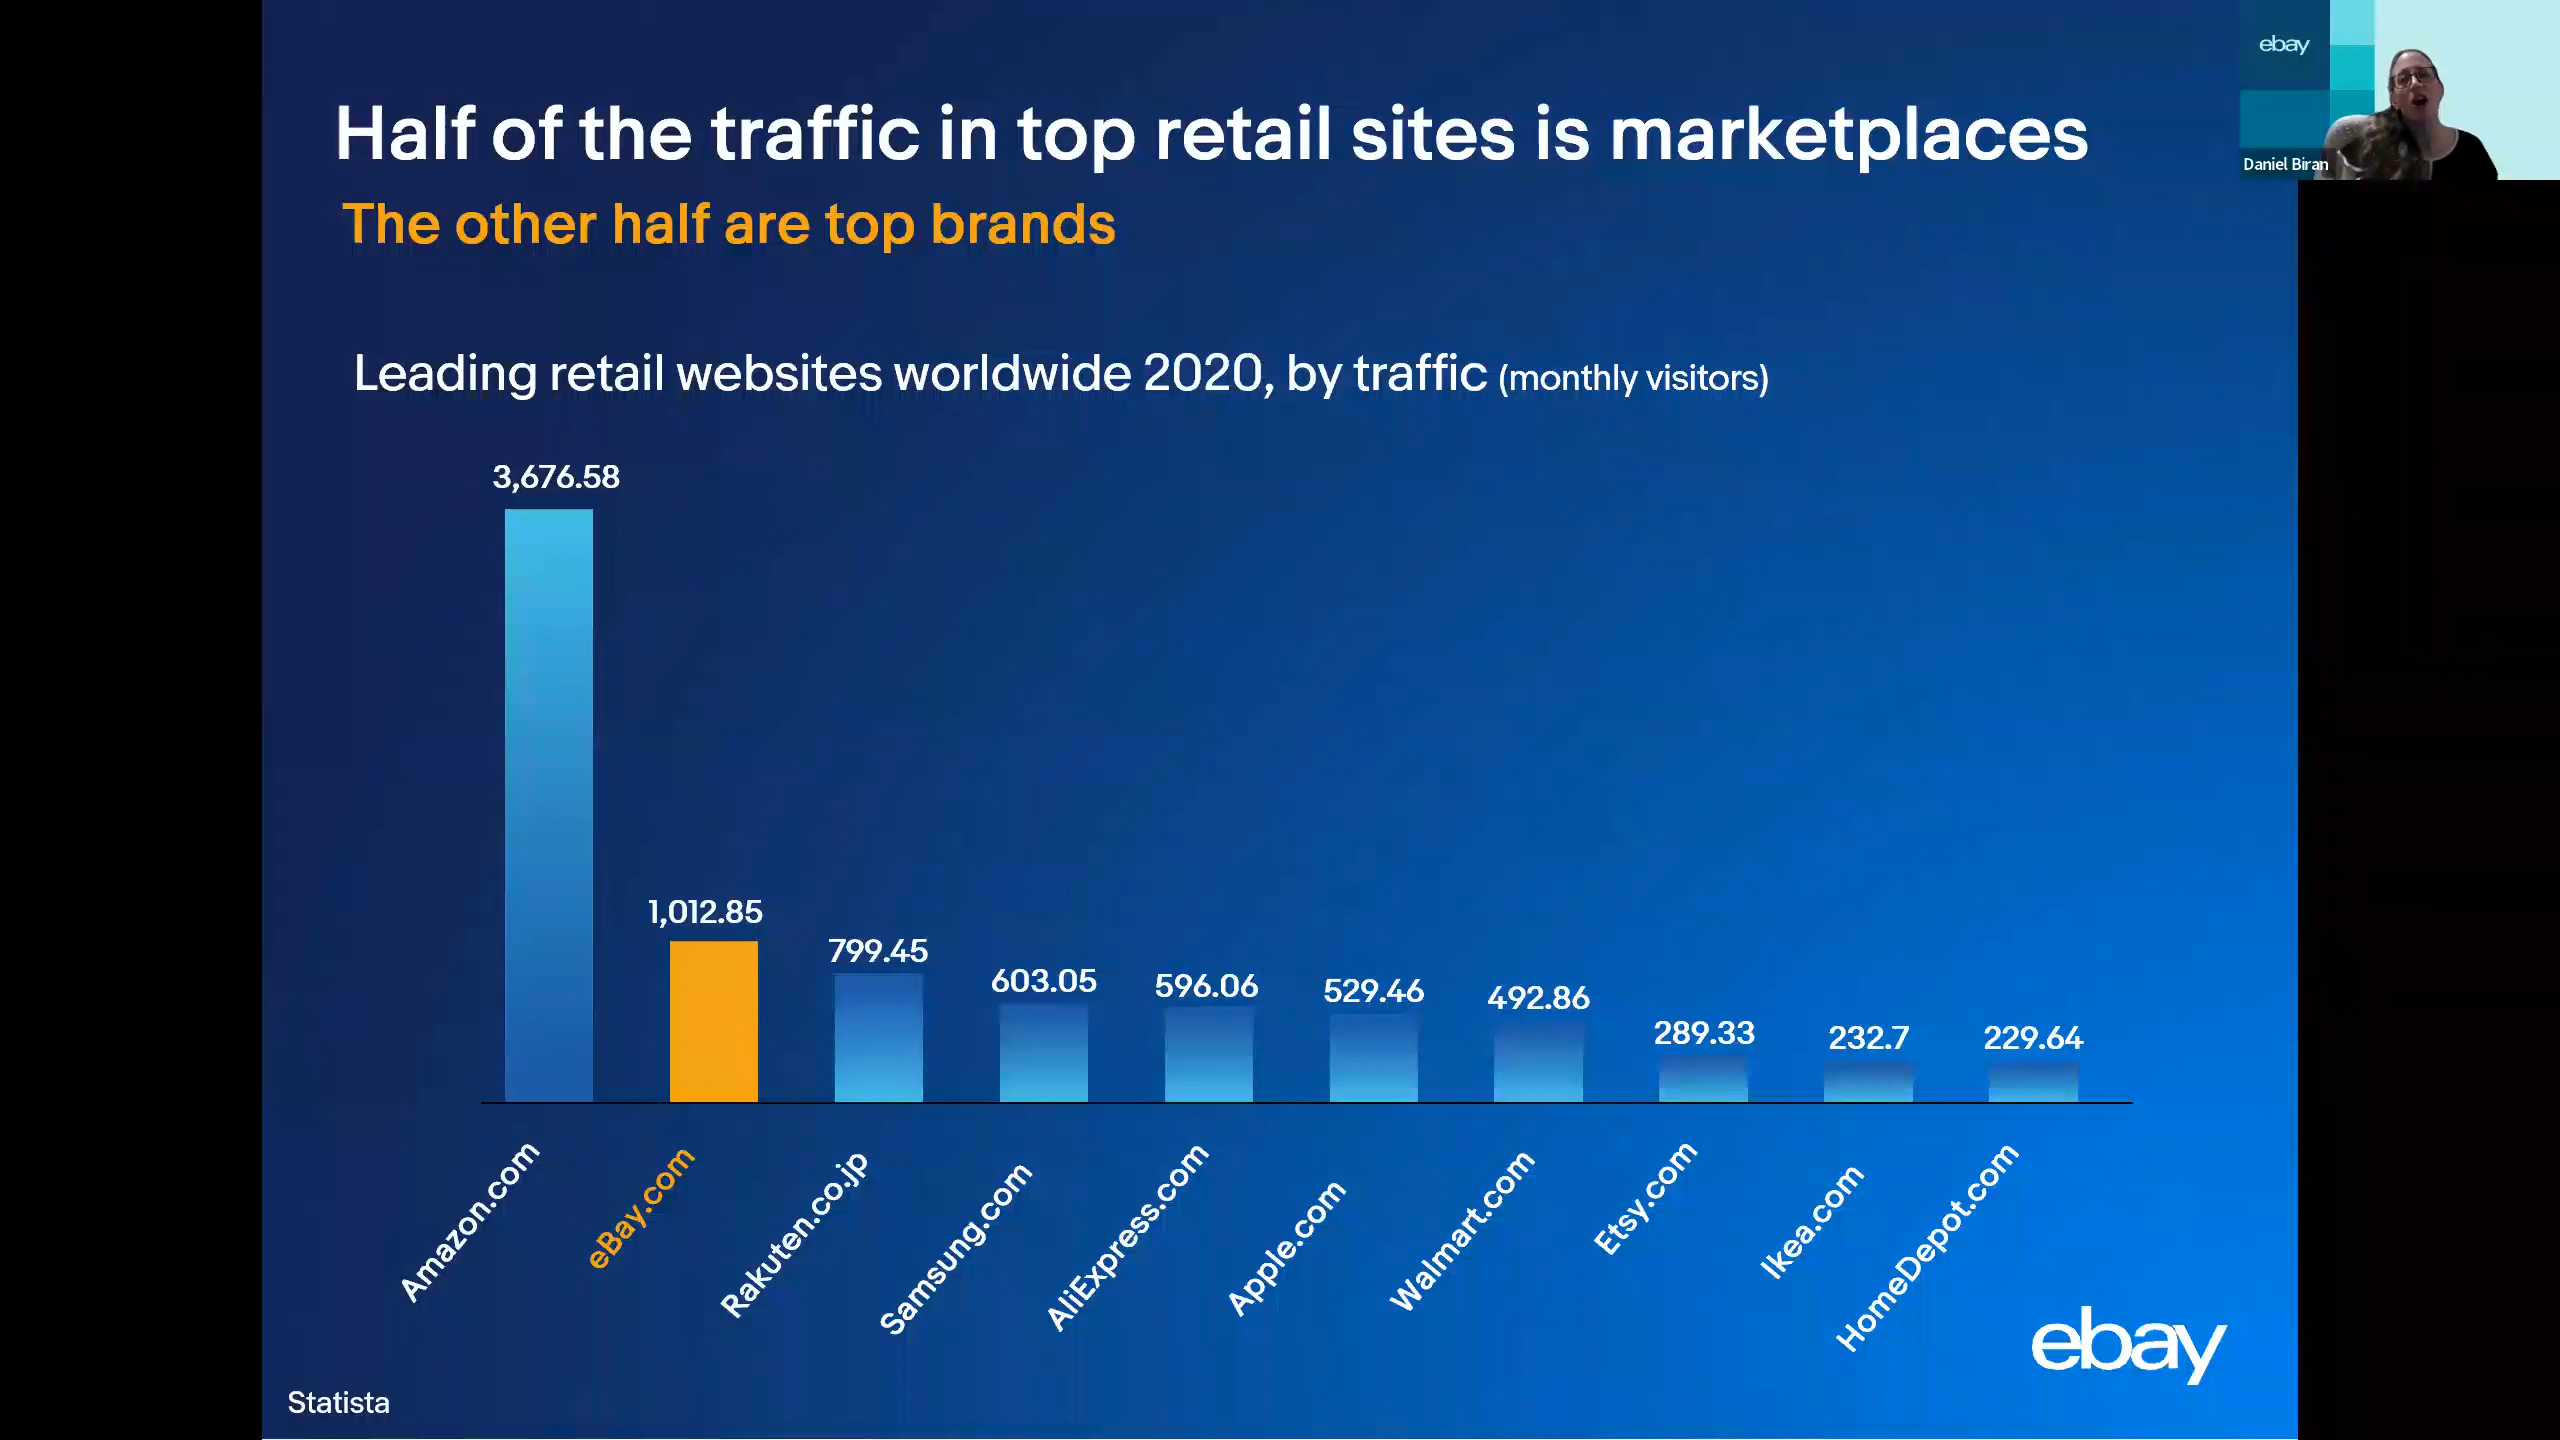 Half of the traffic in top retail sites is marketplaces
The other half are top brands
ebay
Daniel Biran
Leading retail websites worldwide 2020, by traffic (monthly visitors)
3,676.58
1,012.85
799.45
603.05
596.06
529.46
492.86
289.33
232.7
229.64
Amazon.com
eBay.com
Rakuten.co.jp
Samsung.com
AliExpress.com
Apple.com
Walmart.com
Etsy.com
Ikea.com
HomeDepot.com
ebay
Statista